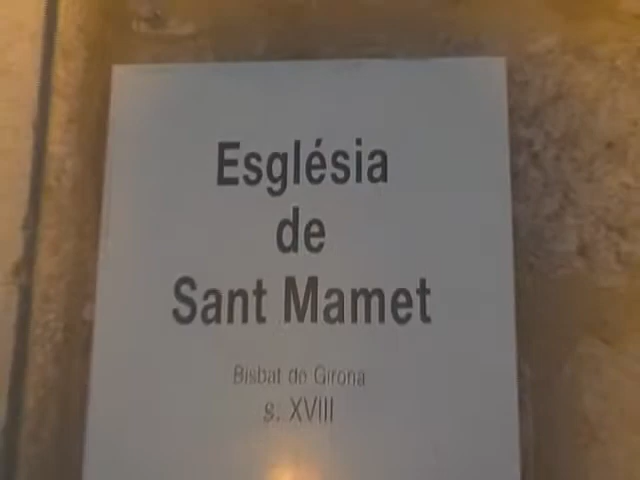 Església
de
Sant Mamet
Bisbat de Girona
s. XVIII